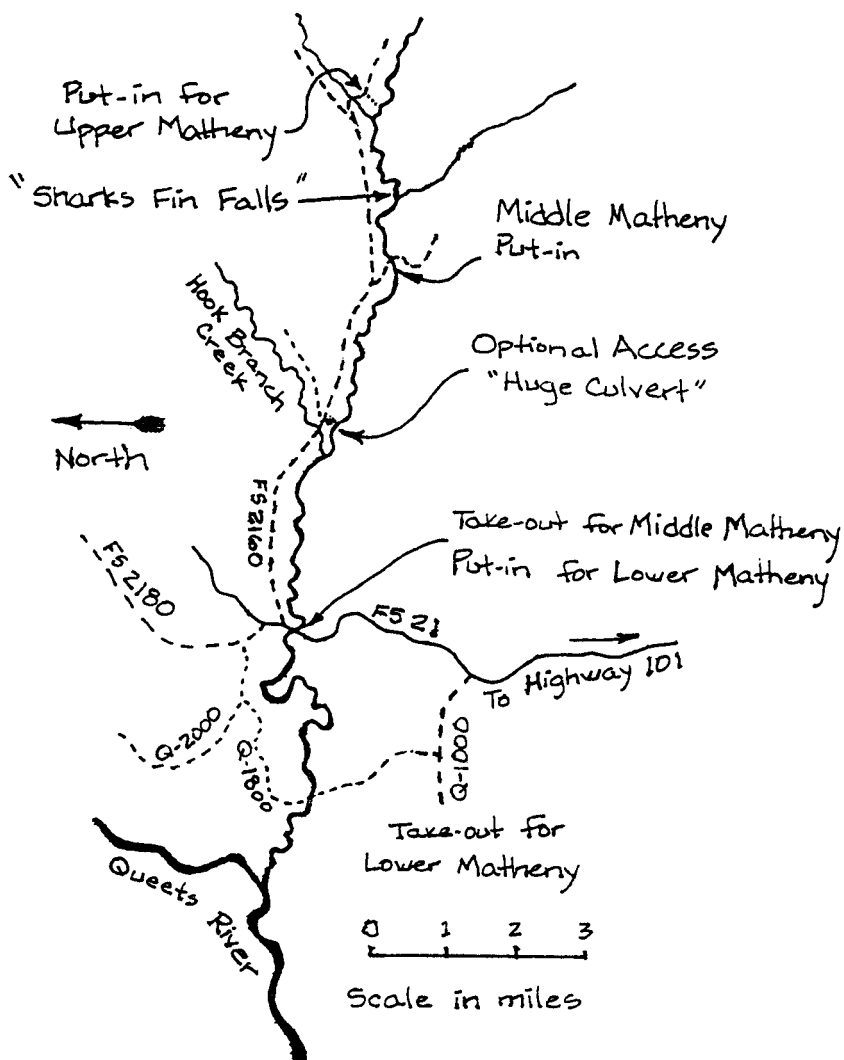 Put-in for
Upper Matheny
"Sharks Fin Falls"
Middle Matheny
Put-in
Hook Branch
Creek
Optional Access
"Huge Culvert"
North
FS 2160
Take-out for Middle Matheny
Put-in for Lower Matheny
FS 2180
FS 21
To Highway 101
Q-2000
Q-1800
Q-1000
Take-out for
Lower Matheny
Queets
River
0 1 2 3
Scale in miles